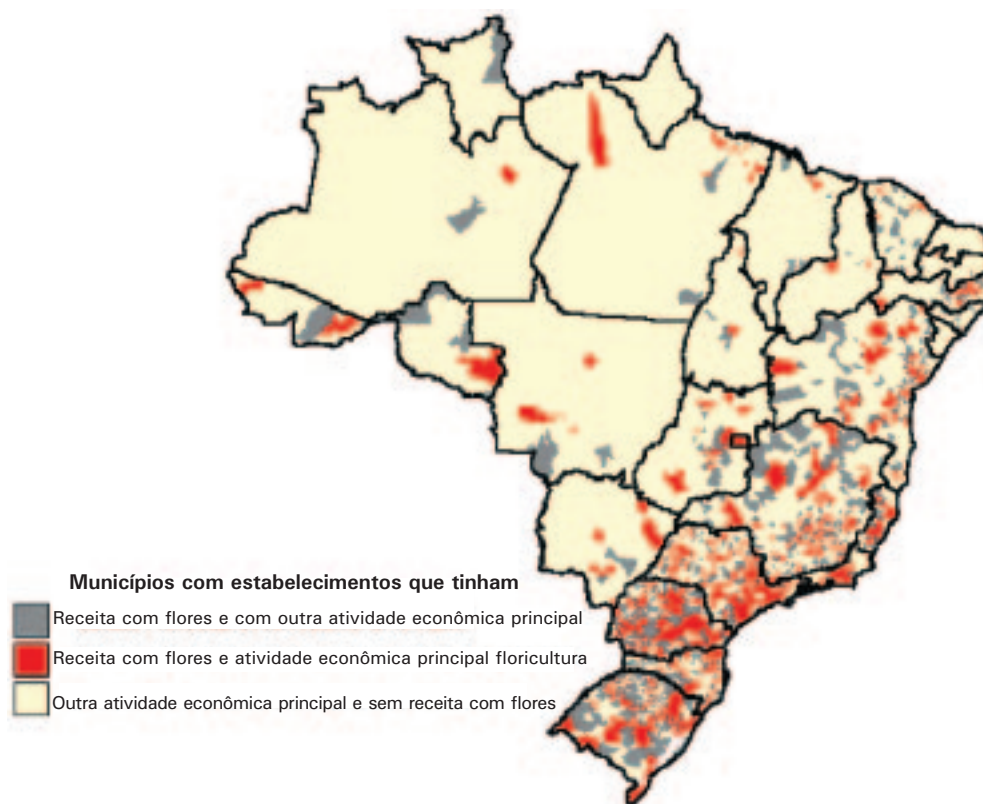 Municípios com estabelecimentos que tinham
Receita com flores e com outra atividade econômica principal
Receita com flores e atividade econômica principal floricultura
Outra atividade econômica principal e sem receita com flores